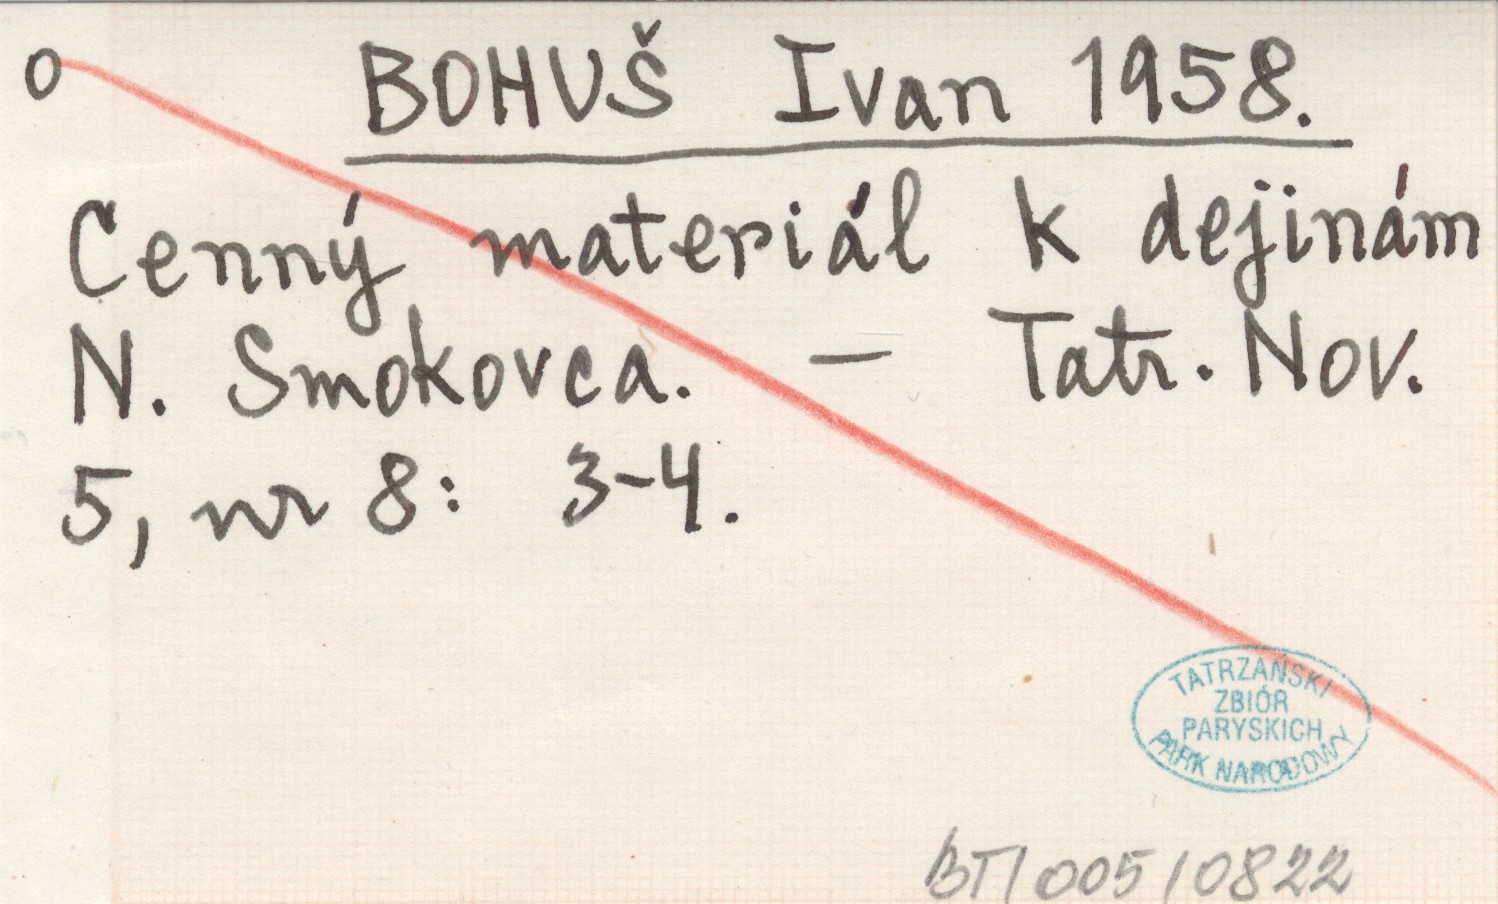 o BOHUŠ Ivan 1958.
Cenný materiál k dejinám
N. Smokovca. — Tatr. Nov.
5, nr 8: 3-4.
TATRZAŃSKI
ZBIÓR
PARYSKICH
PARK NARODOWY
BT/005/0822